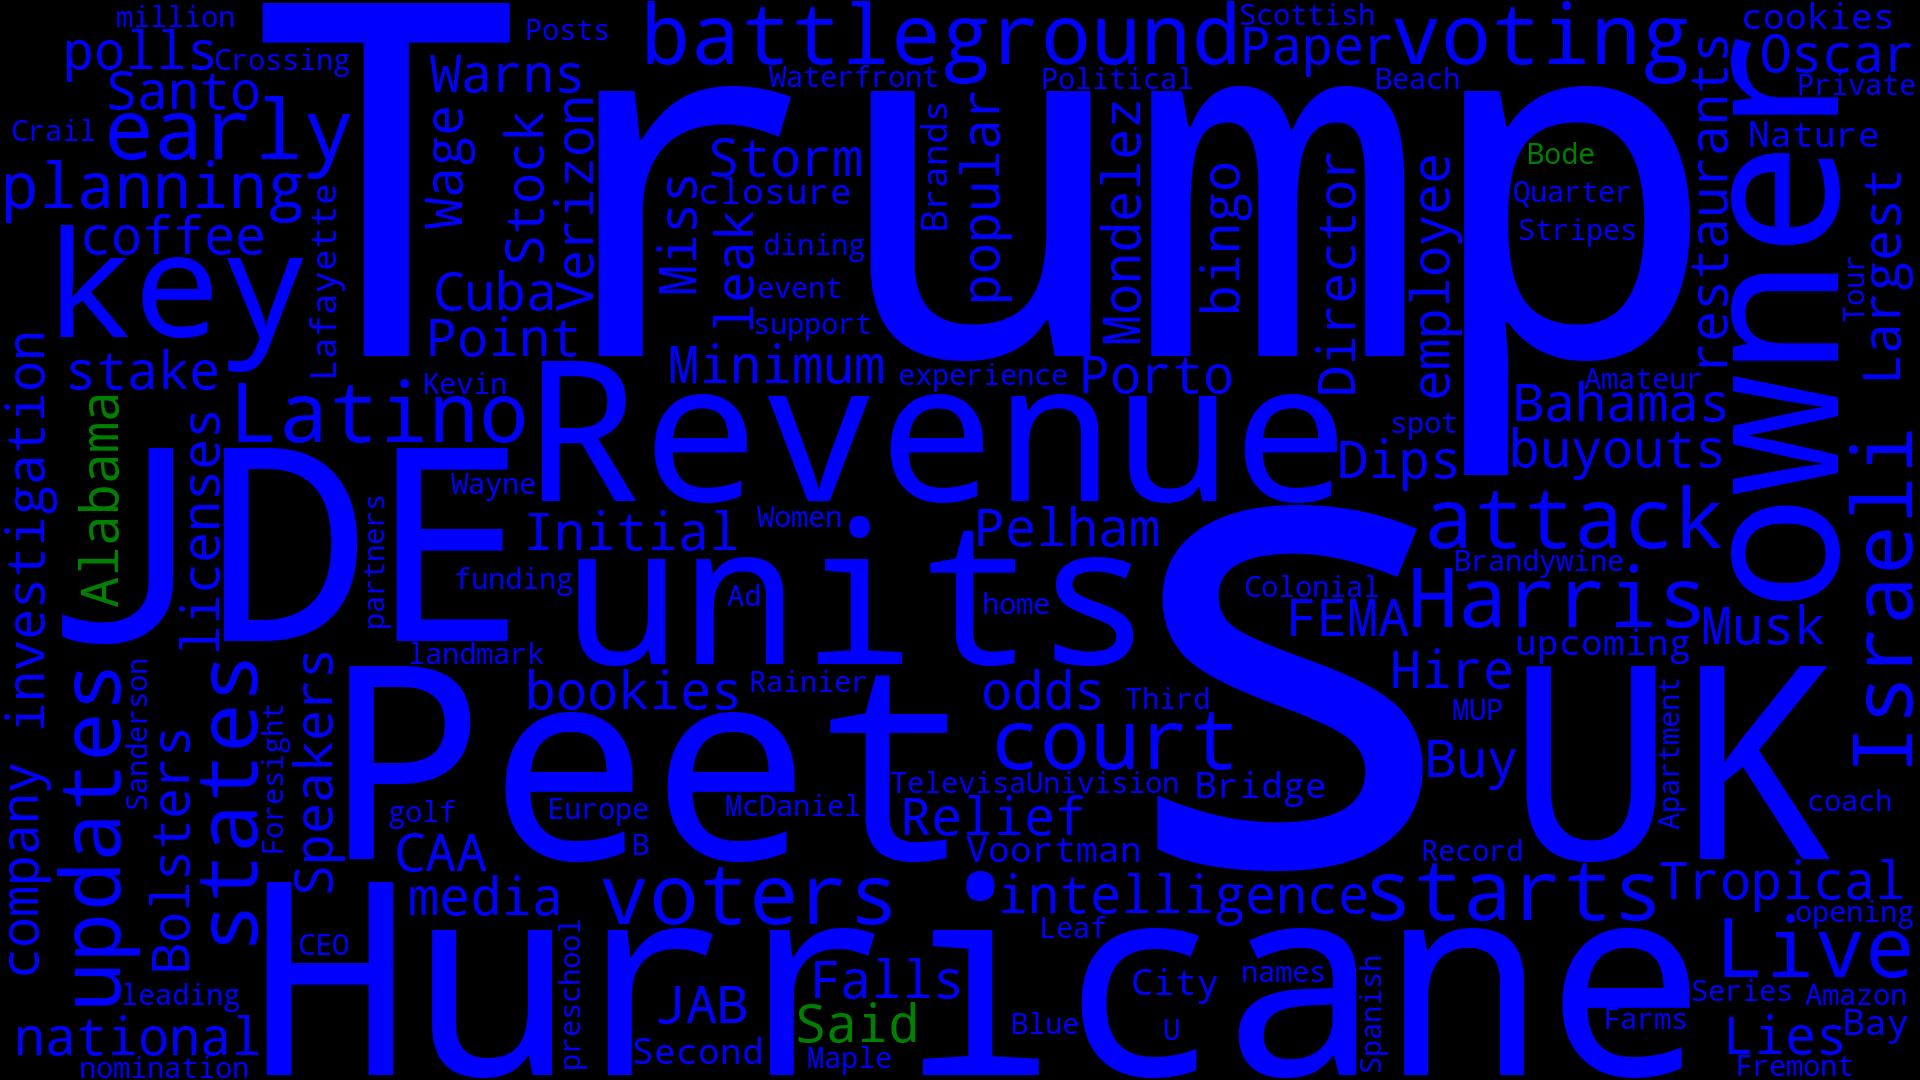 million
Posts
Scottish
cookies
polls
Crossing
battleground
Paper
voting
Oscar
Private
Santo
Warns
Waterfront
Political
Beach
Trump
Crail
early
Wage
Stock
Verizon
Storm
Brands
popular
Mondelez
bingo
Director
employee
Bode
Nature
restaurants
owner
planning
closure
Quarter
Stripes
Largest
Tour
coffee
Lafayette
Miss
leak
dining
key
Cuba
event
support
Point
stake
Minimum
experience
Porto
Amateur
Kevin
Latino
Revenue
spot
Bahamas
Dips
buyouts
investigation
Alabama
licenses
JDE
Wayne
partners
Initial
Women
Pelham
attack
Israeli
funding
units
Ad
home
S
Colonial
Brandywine
FEMA
Harris
Musk
landmark
upcoming
updates
Sanderson
states
Speakers
Peet
bookies
Rainier
odds
Third
Hire
MUP
UK
Apartment
Bolsters
Foresight
court
Buy
company
golf
Europe
McDaniel
TelevisaUnivision
Bridge
coach
CAA
B
Relief
Voortman
Record
media
voters
intelligence
starts
Tropical
opening
CEO
preschool
Hurricane
Leaf
Live
Falls
City
names
Spanish
leading
JAB
Said
Blue
U
Farms
Series
Amazon
national
Second
Maple
Lies
Bay
nomination
Fremont